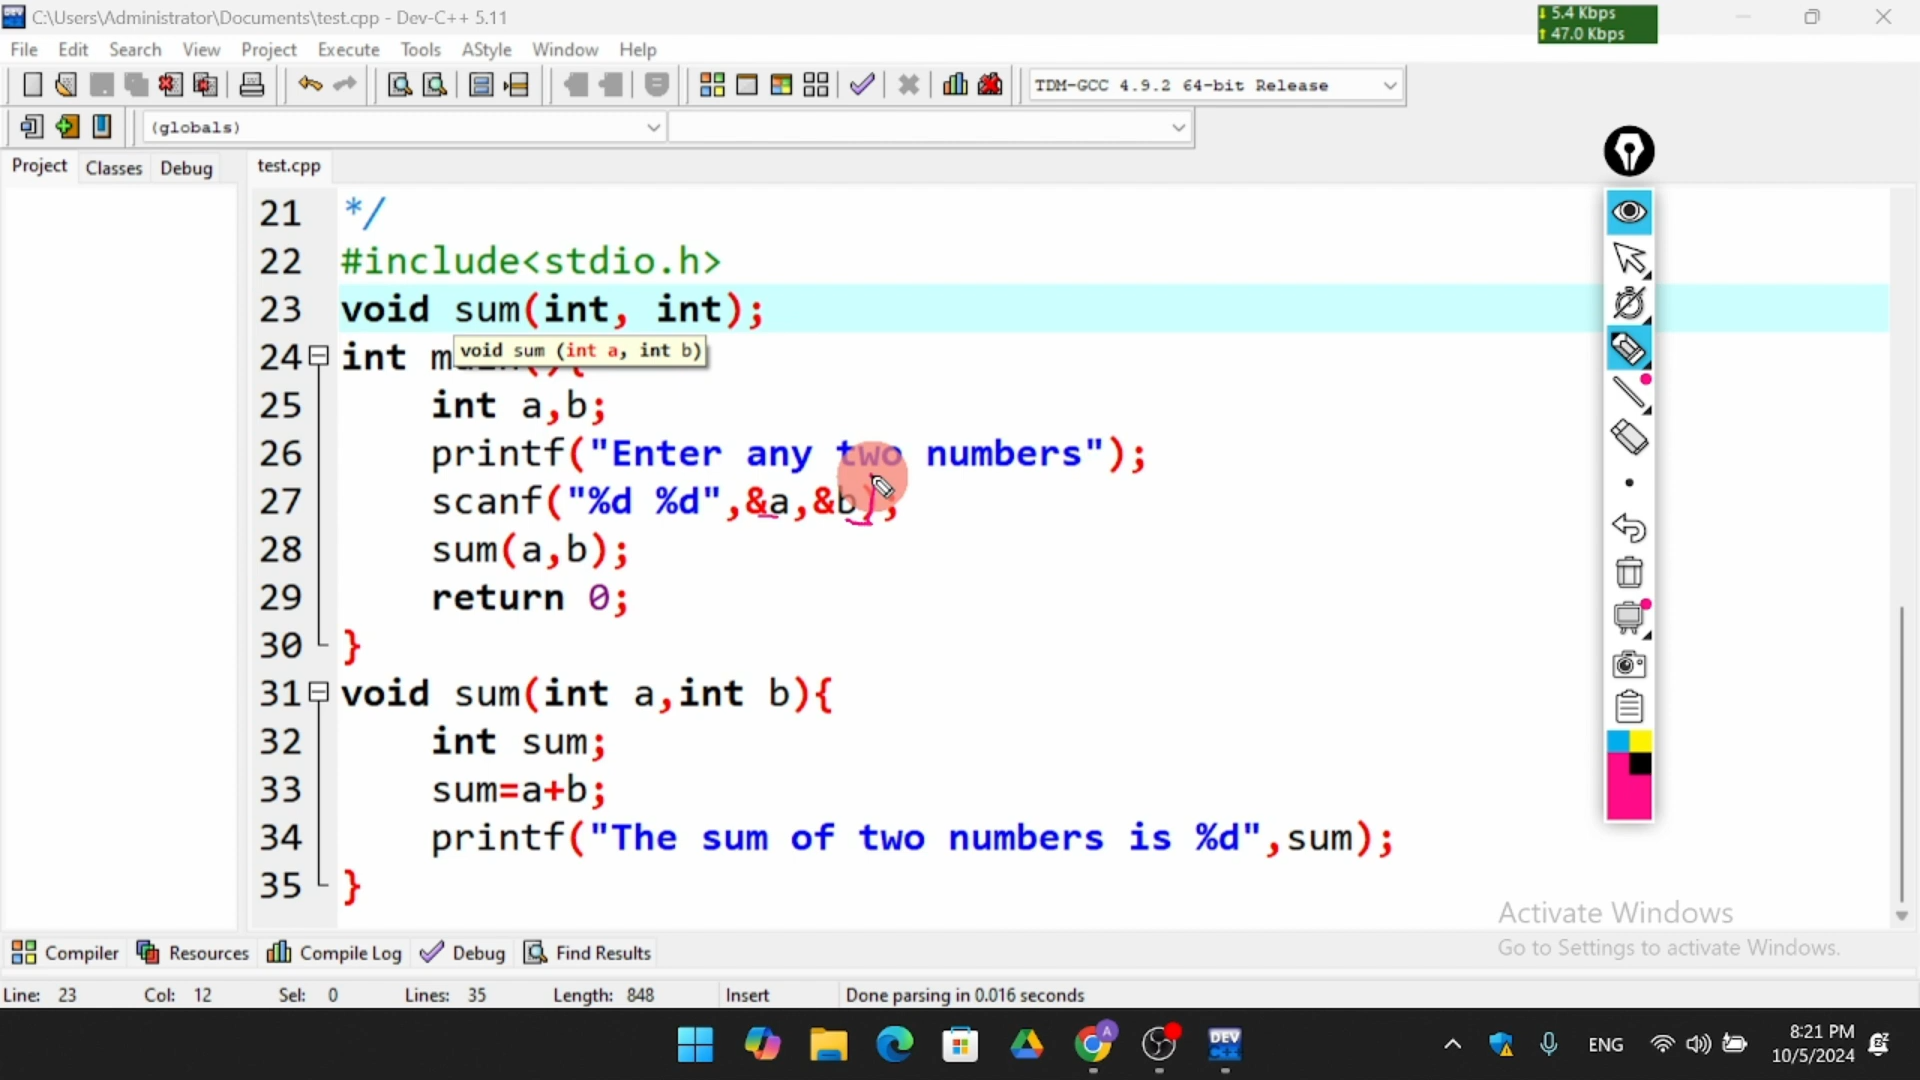 C:\Users\Administrator\Documents\test.cpp - Dev-C++ 5.11
5.4 Kbps
47.0 Kbps
File Edit Search View Project Execute Tools AStyle Window Help
TDM-GCC 4.9.2 64-bit Release
(globals)
Project Classes Debug test.cpp
21 */
22 #include<stdio.h>
23 void sum(int, int);
void sum (int a, int b)
24 int main(){
25 int a,b;
26 printf("Enter any two numbers");
27 scanf("%d %d",&a,&b);
28 sum(a,b);
29 return 0;
30 }
31 void sum(int a,int b){
32 int sum;
33 sum=a+b;
34 printf("The sum of two numbers is %d",sum);
35 }
Activate Windows
Go to Settings to activate Windows.
Compiler Resources Compile Log Debug Find Results
Line: 23 Col: 12 Sel: 0 Lines: 35 Length: 848 Insert Done parsing in 0.016 seconds
A
DEV C++
ENG
8:21 PM
10/5/2024